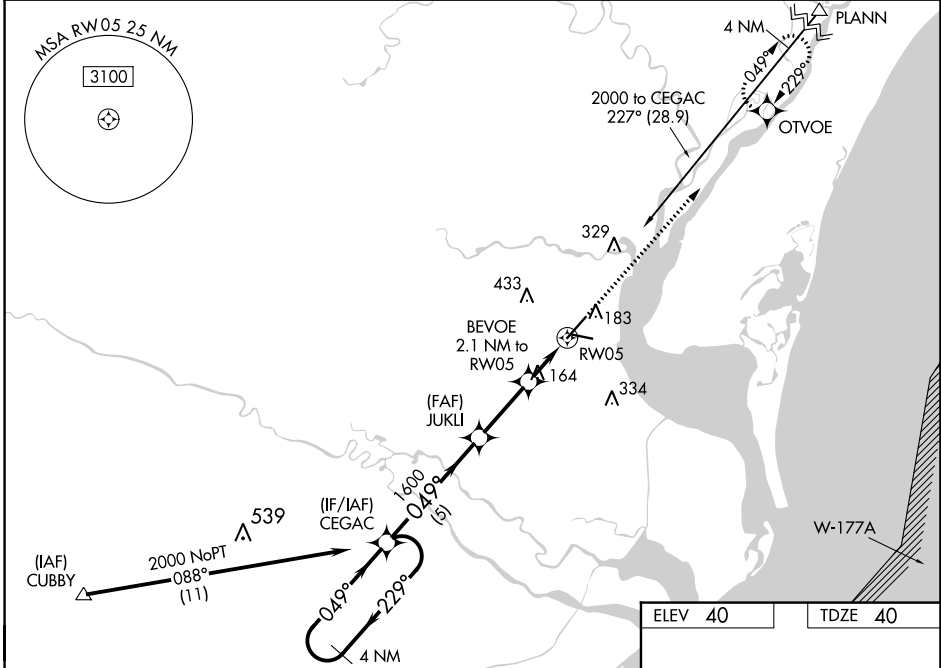 MSA RW05 25 NM
3100
4 NM
PLANN
049°
229°
2000 to CEGAC
227° (28.9)
OTVOE
329
433
183
BEVOE
2.1 NM to
RW05
RW05
164
334
(FAF)
JUKLI
1600
049°
(5)
(IF/IAF)
CEGAC
539
(IAF)
CUBBY
2000 NoPT
088°
(11)
049°
229°
4 NM
W-177A
ELEV 40
TDZE 40